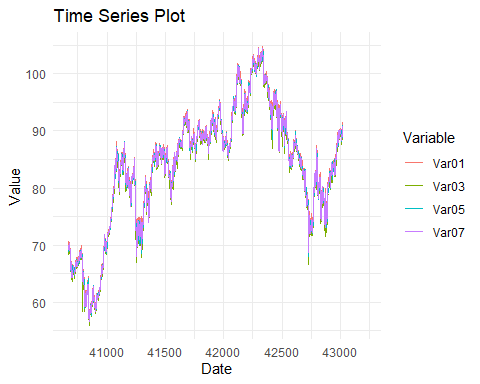 Time Series Plot
Value
100
90
80
70
60
41000 41500 42000 42500 43000
Date
Variable
Var01
Var03
Var05
Var07